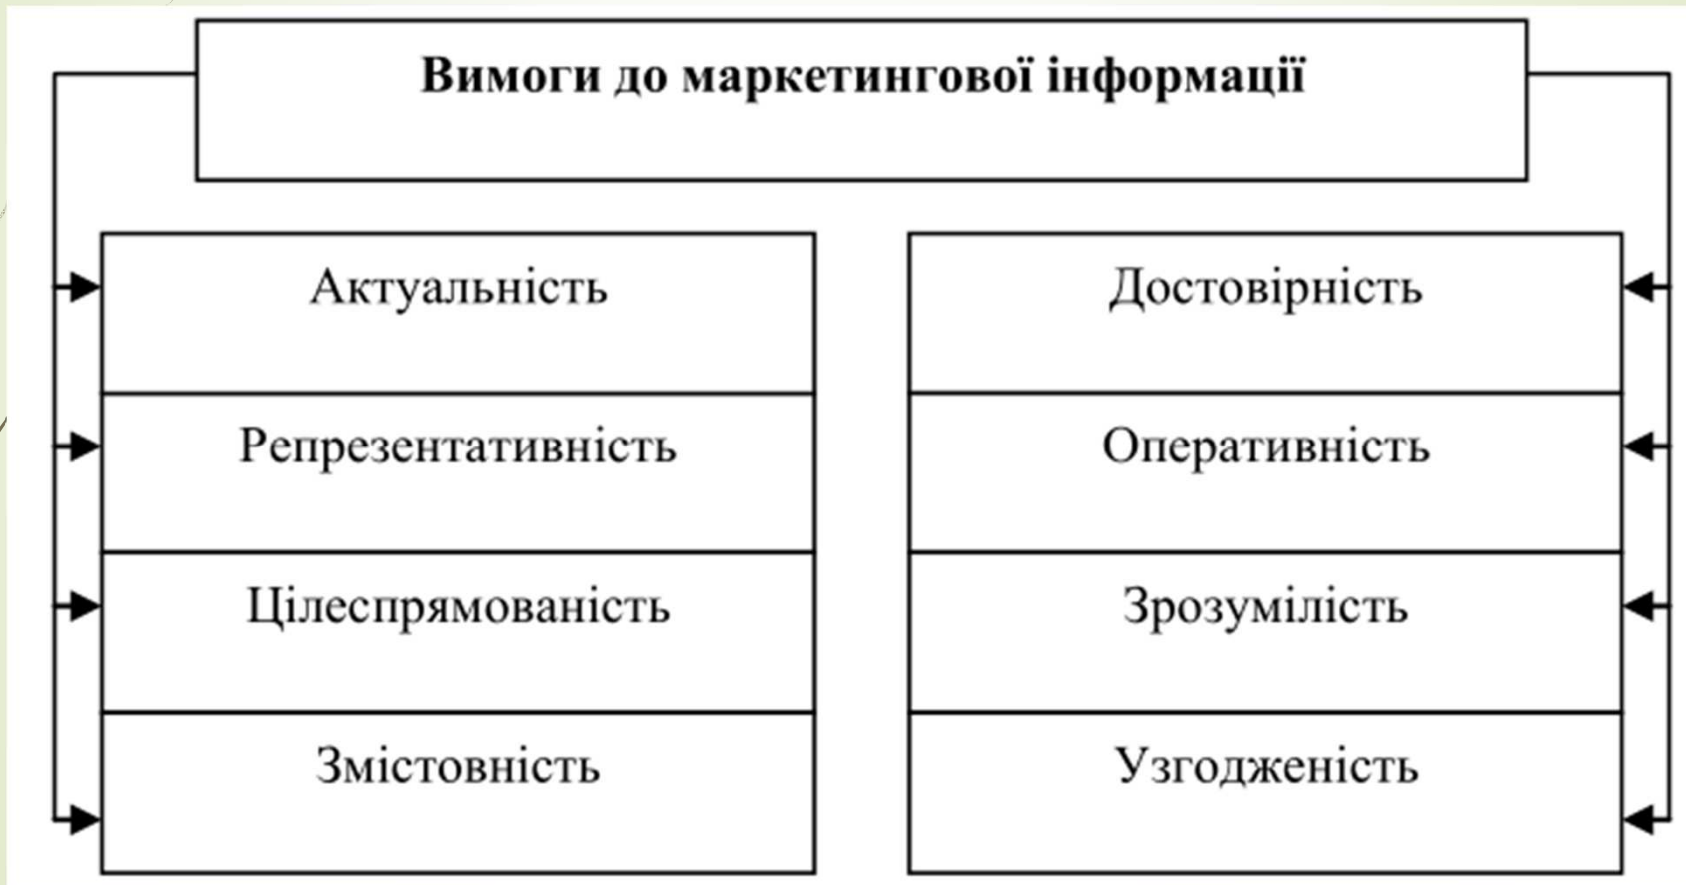 Вимоги до маркетингової інформації
Актуальність
Репрезентативність
Цілеспрямованість
Змістовність
Достовірність
Оперативність
Зрозумілість
Узгодженість